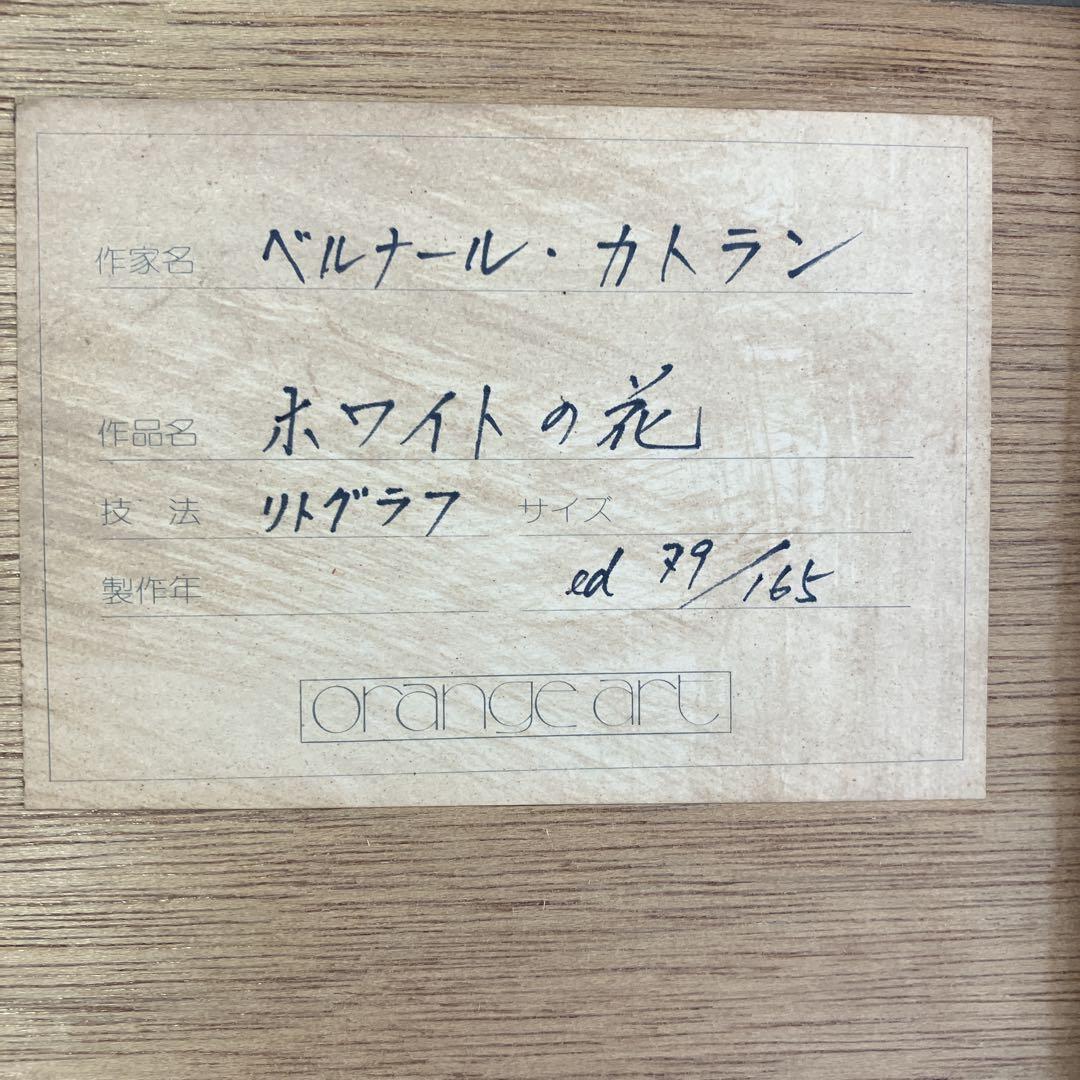 作家名 ベルナール・カトラン
作品名 ホワイトの花
技 法 リトグラフ サイズ
製作年 ed 79/165
orange art